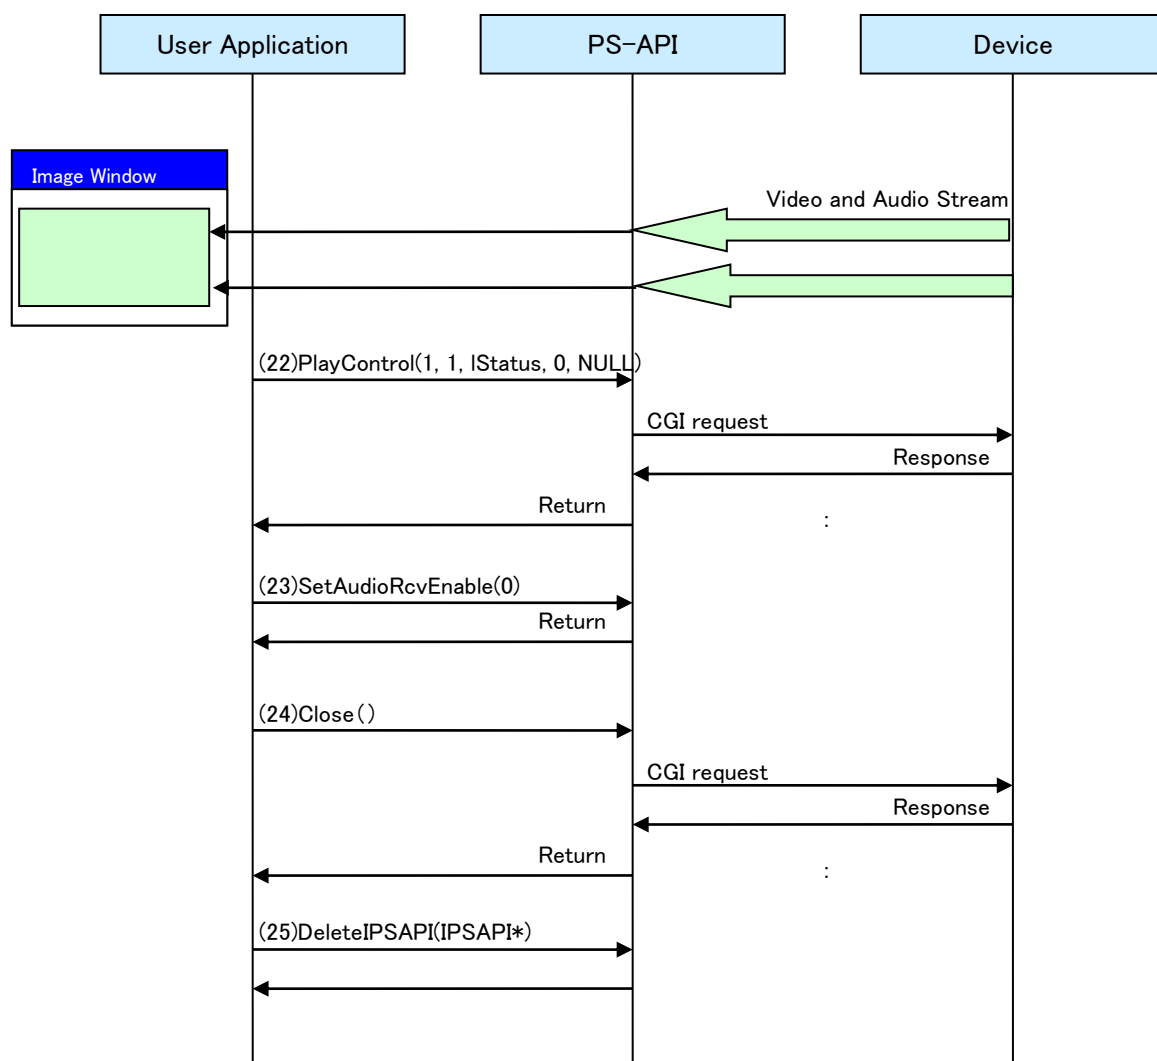 User Application
PS-API
Device
Image Window
Video and Audio Stream
(22)PlayControl(1, 1, lStatus, 0, NULL)
CGI request
Response
Return
:
(23)SetAudioRcvEnable(0)
Return
(24)Close()
CGI request
Response
Return
:
(25)DeleteIPSAPI(IPSAPI*)